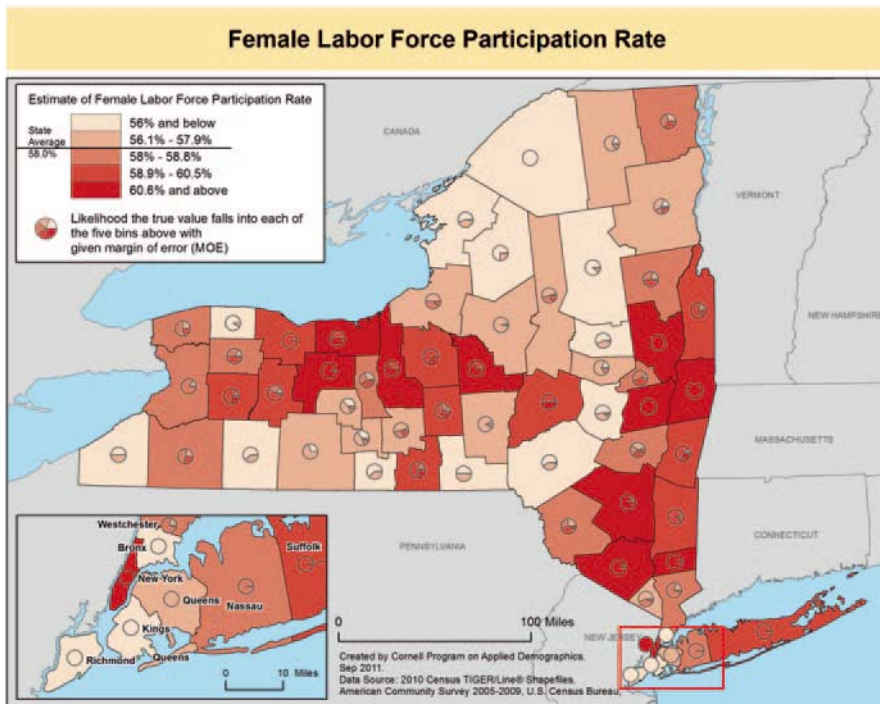 Female Labor Force Participation Rate
Estimate of Female Labor Force Participation Rate
State
Average
58.0%
56% and below
56.1% - 57.9%
58% - 58.8%
58.9% - 60.5%
60.6% and above
Likelihood the true value falls into each of
the five bins above with
given margin of error (MOE)
CANADA
VERMONT
NEW HAMPSHIRE
MASSACHUSETTS
CONNECTICUT
PENNSYLVANIA
NEW JERSEY
Westchester
Bronx
New York
Suffolk
Queens
Nassau
Kings
Richmond
Queens
0 10 Miles
0 100 Miles
Created by Cornell Program on Applied Demographics.
Sep 2011.
Data Source: 2010 Census TIGER/Line® Shapefiles.
American Community Survey 2005-2009, U.S. Census Bureau,